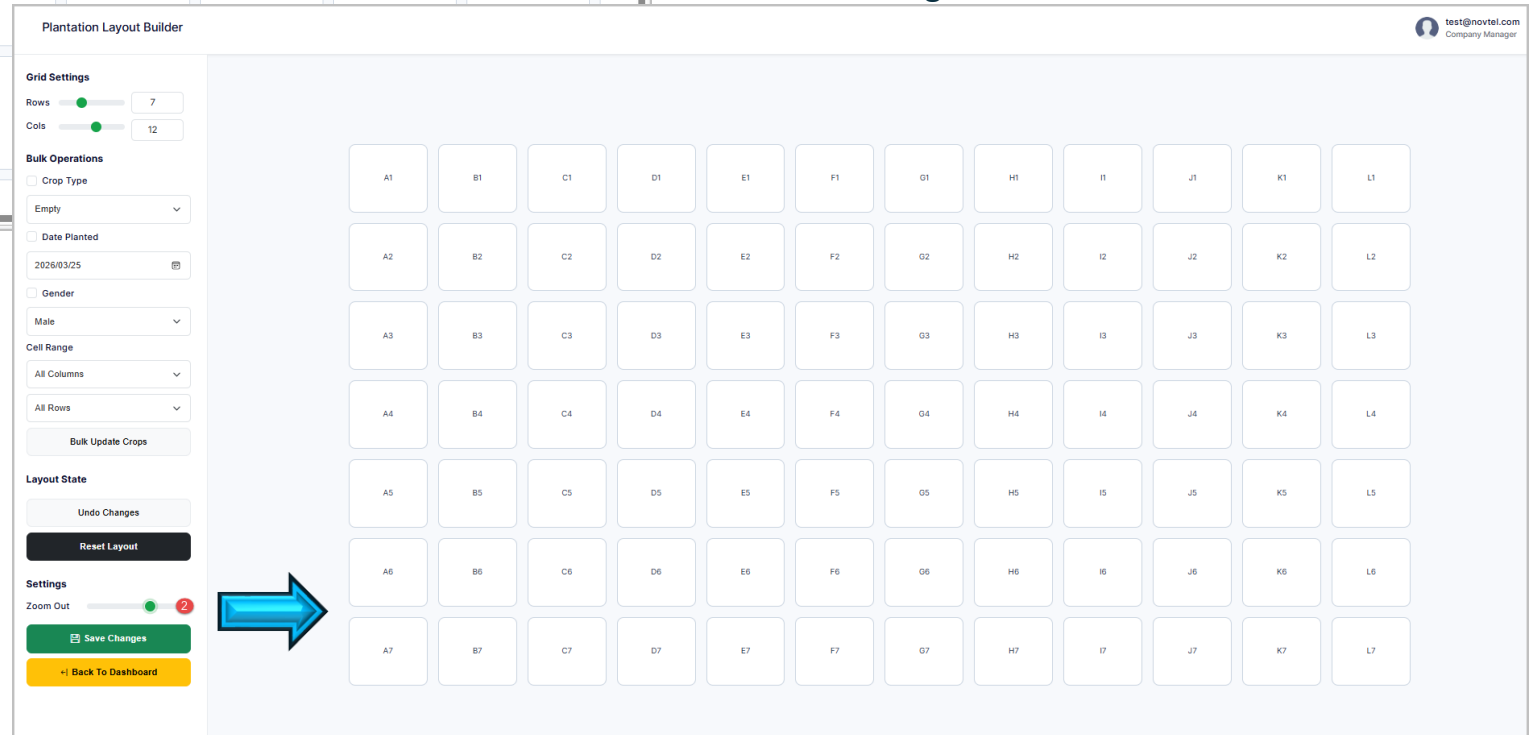 Plantation Layout Builder
test@novtel.com
Company Manager
Grid Settings
Rows 7
Cols 12
Bulk Operations
Crop Type
Empty
Date Planted
2026/03/25
Gender
Male
Cell Range
All Columns
All Rows
Bulk Update Crops
Layout State
Undo Changes
Reset Layout
Settings
Zoom Out 2
Save Changes
Back To Dashboard
A1 B1 C1 D1 E1 F1 G1 H1 I1 J1 K1 L1
A2 B2 C2 D2 E2 F2 G2 H2 I2 J2 K2 L2
A3 B3 C3 D3 E3 F3 G3 H3 I3 J3 K3 L3
A4 B4 C4 D4 E4 F4 G4 H4 I4 J4 K4 L4
A5 B5 C5 D5 E5 F5 G5 H5 I5 J5 K5 L5
A6 B6 C6 D6 E6 F6 G6 H6 I6 J6 K6 L6
A7 B7 C7 D7 E7 F7 G7 H7 I7 J7 K7 L7